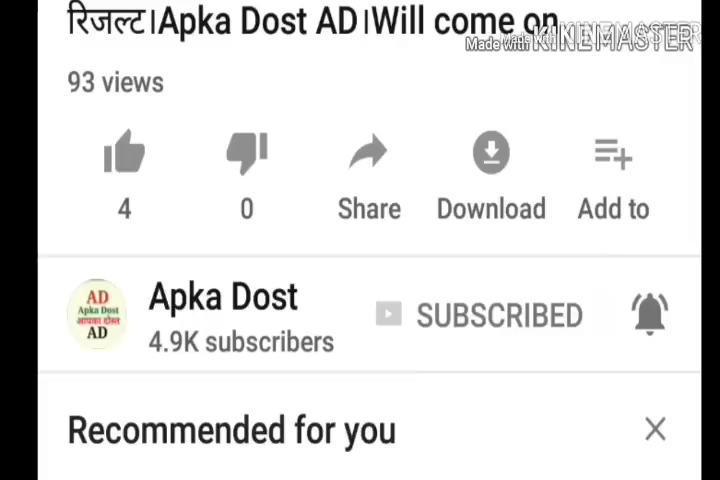 रिजल्ट।Apka Dost AD।Will come on
Made with KINEMASTER
93 views
4
0
Share
Download
Add to
AD
Apka Dost
आपका दोस्त
AD
Apka Dost
4.9K subscribers
SUBSCRIBED
Recommended for you